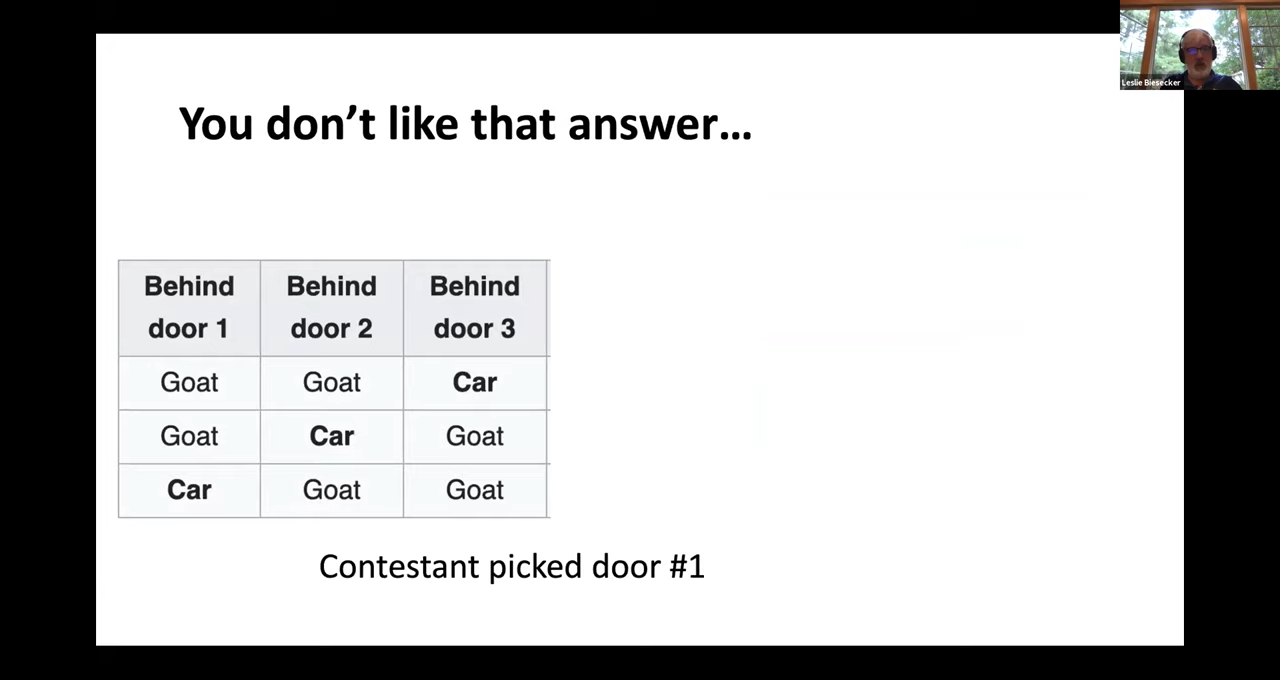 Leslie Biesecker
You don't like that answer...
Behind door 1 Behind door 2 Behind door 3
Goat Goat Car
Goat Car Goat
Car Goat Goat
Contestant picked door #1